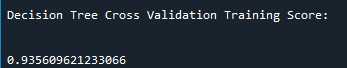 Decision Tree Cross Validation Training Score:
0.935609621233066